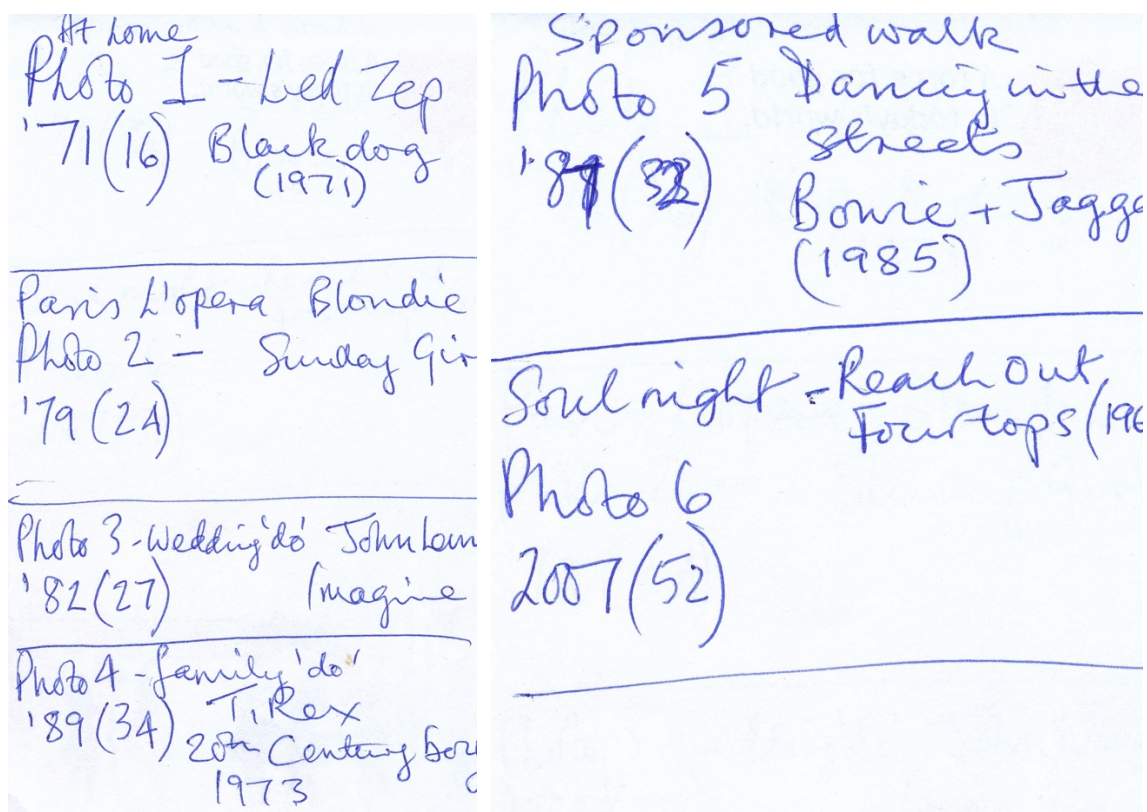 At home
Photo 1 - Led Zep
'71 (16) Black dog
(1971)
Paris L'opera Blondie
Photo 2 - Sunday Gir
'79 (24)
Photo 3 - Wedding 'do' John Lenn
'82 (27) Imagine
Photo 4 - family 'do'
'89 (34) T. Rex
20th Century boy
1973
Sponsored walk
Photo 5 Dancing in the
Streets
Bowie + Jagge
(1985)
Soul night - Reach Out,
Four tops (196
Photo 6
2007 (52)